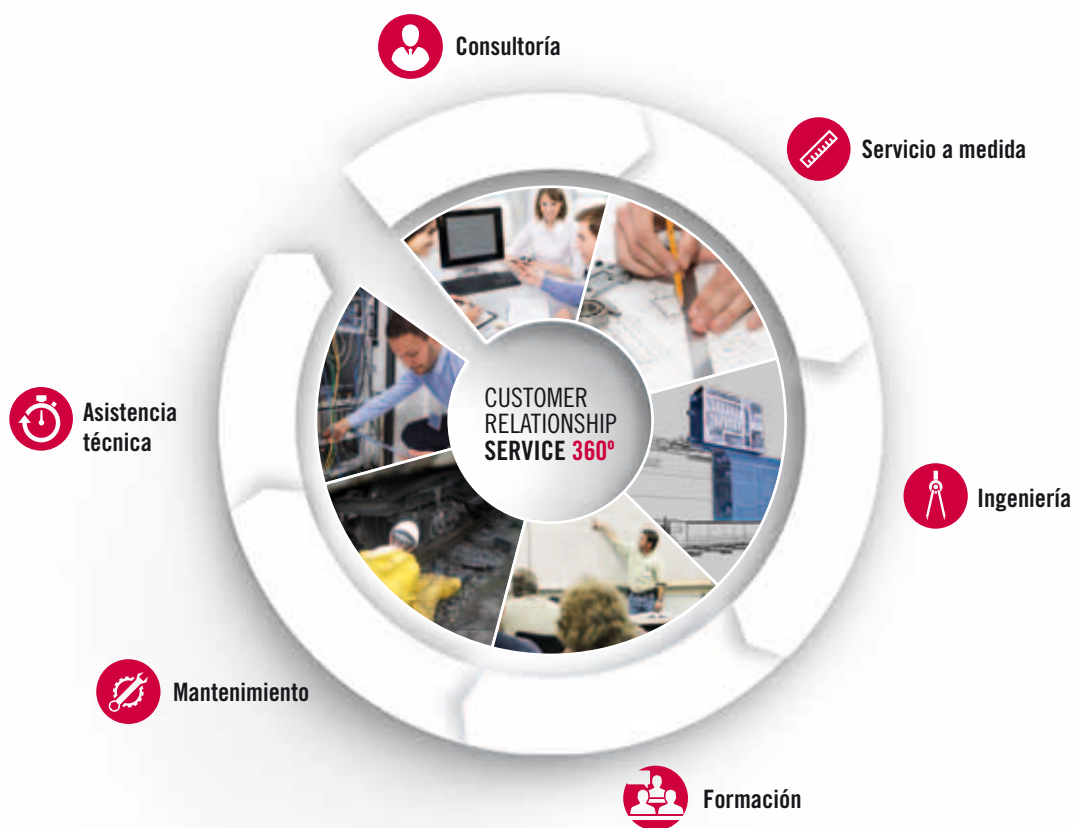 Consultoría
Servicio a medida
Ingeniería
Formación
Mantenimiento
Asistencia
técnica
CUSTOMER
RELATIONSHIP
SERVICE 360º